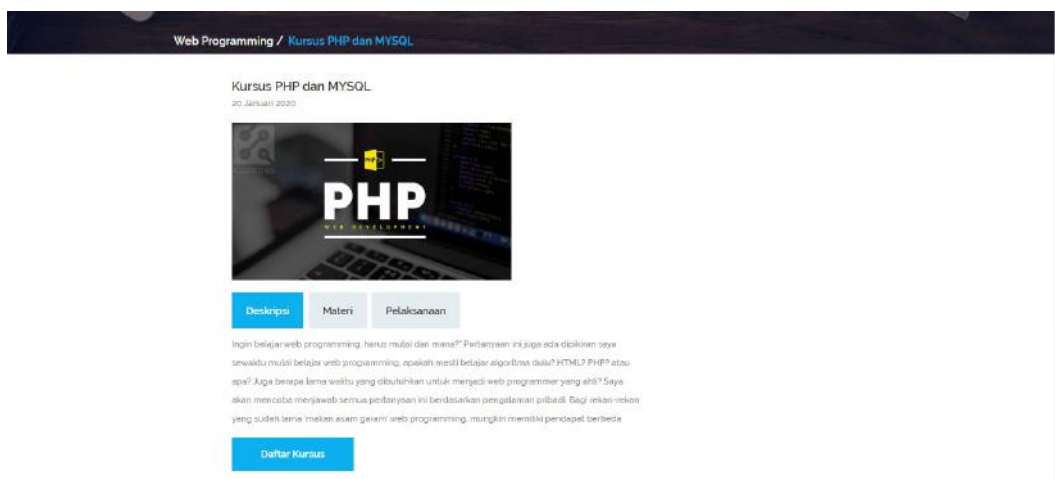 Web Programming / Kursus PHP dan MYSQL
Kursus PHP dan MYSQL
20 Januari 2020
PHP
WEB DEVELOPMENT
Deskripsi Materi Pelaksanaan
Ingin belajar web programming, harus mulai dari mana?" Pertanyaan ini juga ada dipikiran saya
sewaktu mulai belajar web programming, apakah mesti belajar algoritma dulu? HTML? PHP? atau
apa? Juga berapa lama waktu yang dibutuhkan untuk menjadi web programmer yang ahli? Saya
akan mencoba menjawab semua pertanyaan ini berdasarkan pengalaman pribadi. Bagi rekan-rekan
yang sudah lama 'makan asam garam' web programming, mungkin memiliki pendapat berbeda
Daftar Kursus